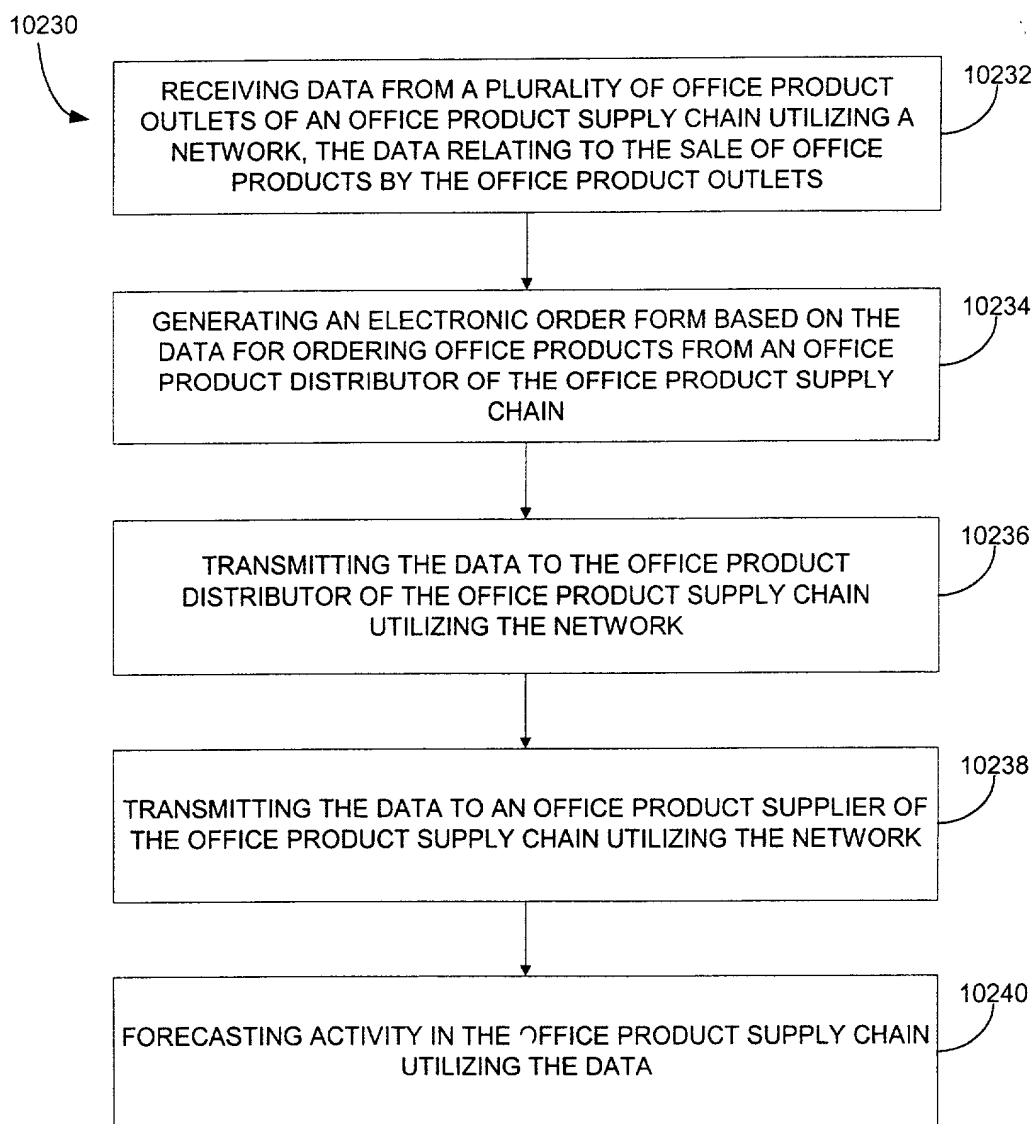 10230
10232
RECEIVING DATA FROM A PLURALITY OF OFFICE PRODUCT
OUTLETS OF AN OFFICE PRODUCT SUPPLY CHAIN UTILIZING A
NETWORK, THE DATA RELATING TO THE SALE OF OFFICE
PRODUCTS BY THE OFFICE PRODUCT OUTLETS
10234
GENERATING AN ELECTRONIC ORDER FORM BASED ON THE
DATA FOR ORDERING OFFICE PRODUCTS FROM AN OFFICE
PRODUCT DISTRIBUTOR OF THE OFFICE PRODUCT SUPPLY
CHAIN
10236
TRANSMITTING THE DATA TO THE OFFICE PRODUCT
DISTRIBUTOR OF THE OFFICE PRODUCT SUPPLY CHAIN
UTILIZING THE NETWORK
10238
TRANSMITTING THE DATA TO AN OFFICE PRODUCT SUPPLIER OF
THE OFFICE PRODUCT SUPPLY CHAIN UTILIZING THE NETWORK
10240
FORECASTING ACTIVITY IN THE OFFICE PRODUCT SUPPLY CHAIN
UTILIZING THE DATA